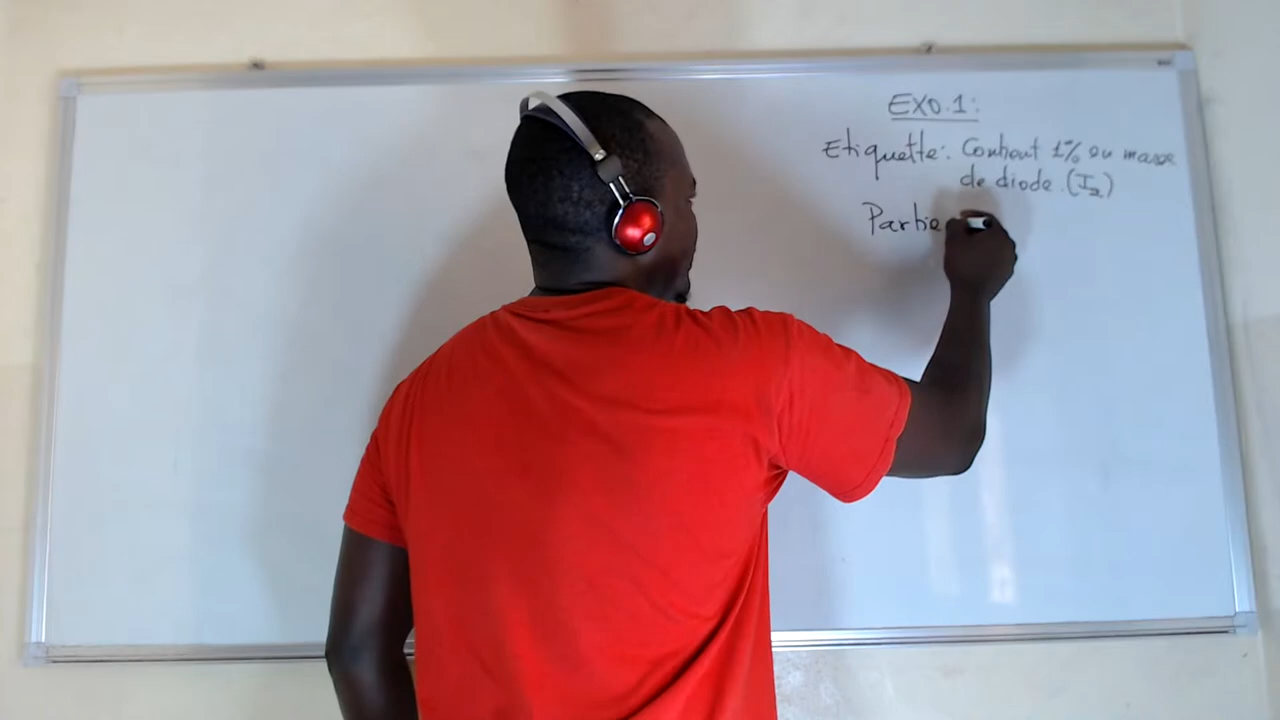 EXO.1:
Etiquette: Contient 1% en masse
de diode.(I2)
Partie